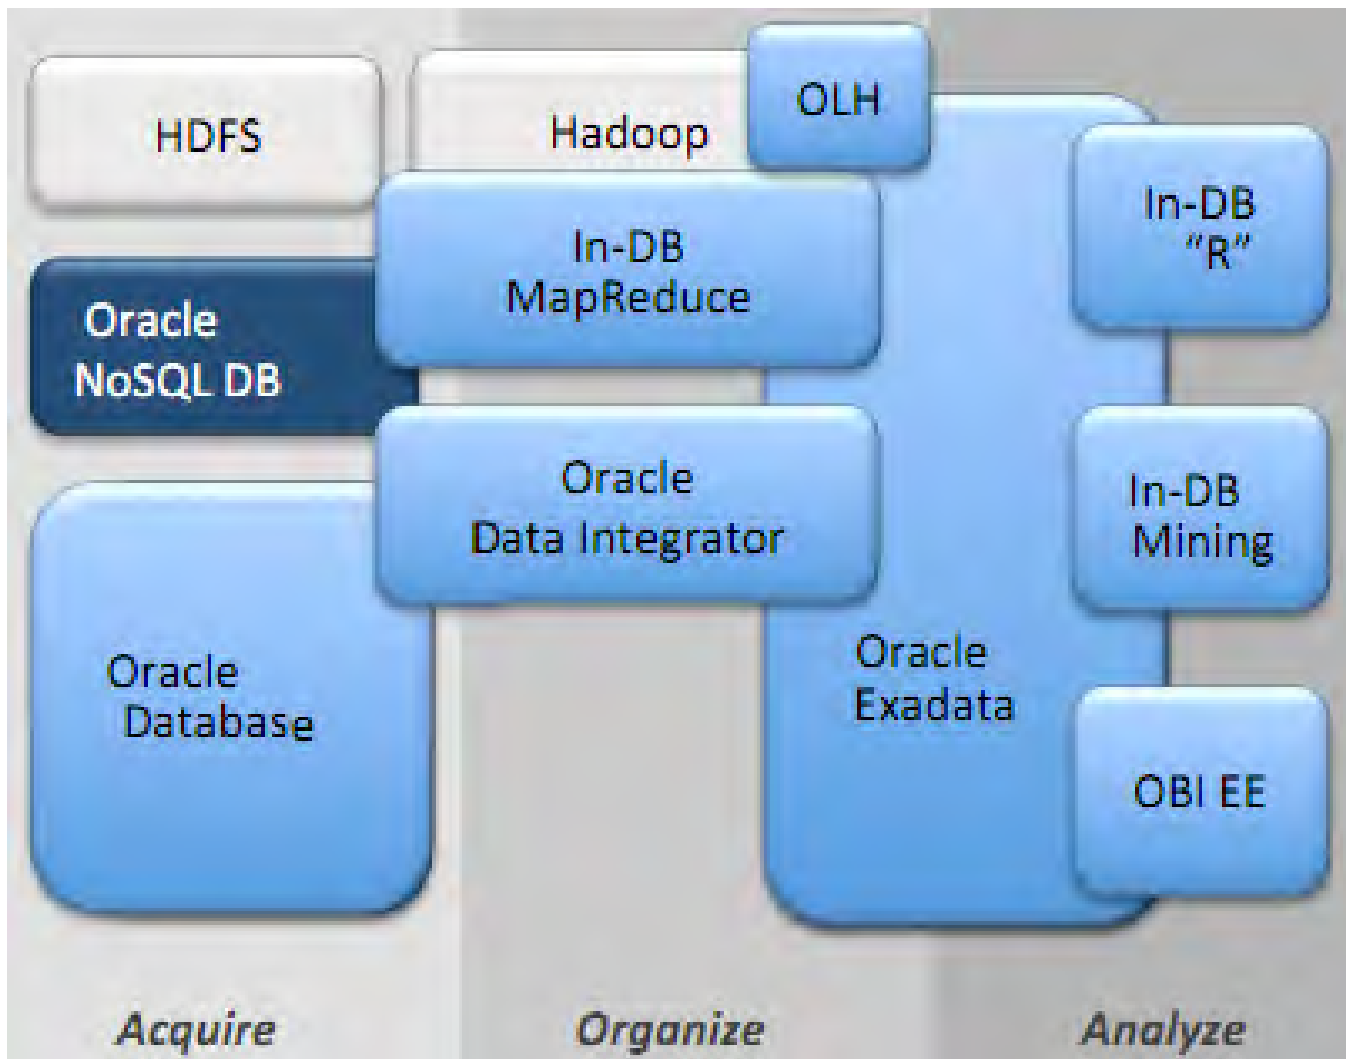 HDFS
Hadoop
OLH
In-DB
"R"
In-DB
MapReduce
Oracle
NoSQL DB
Oracle
Data Integrator
In-DB
Mining
Oracle
Database
Oracle
Exadata
OBI EE
Acquire
Organize
Analyze